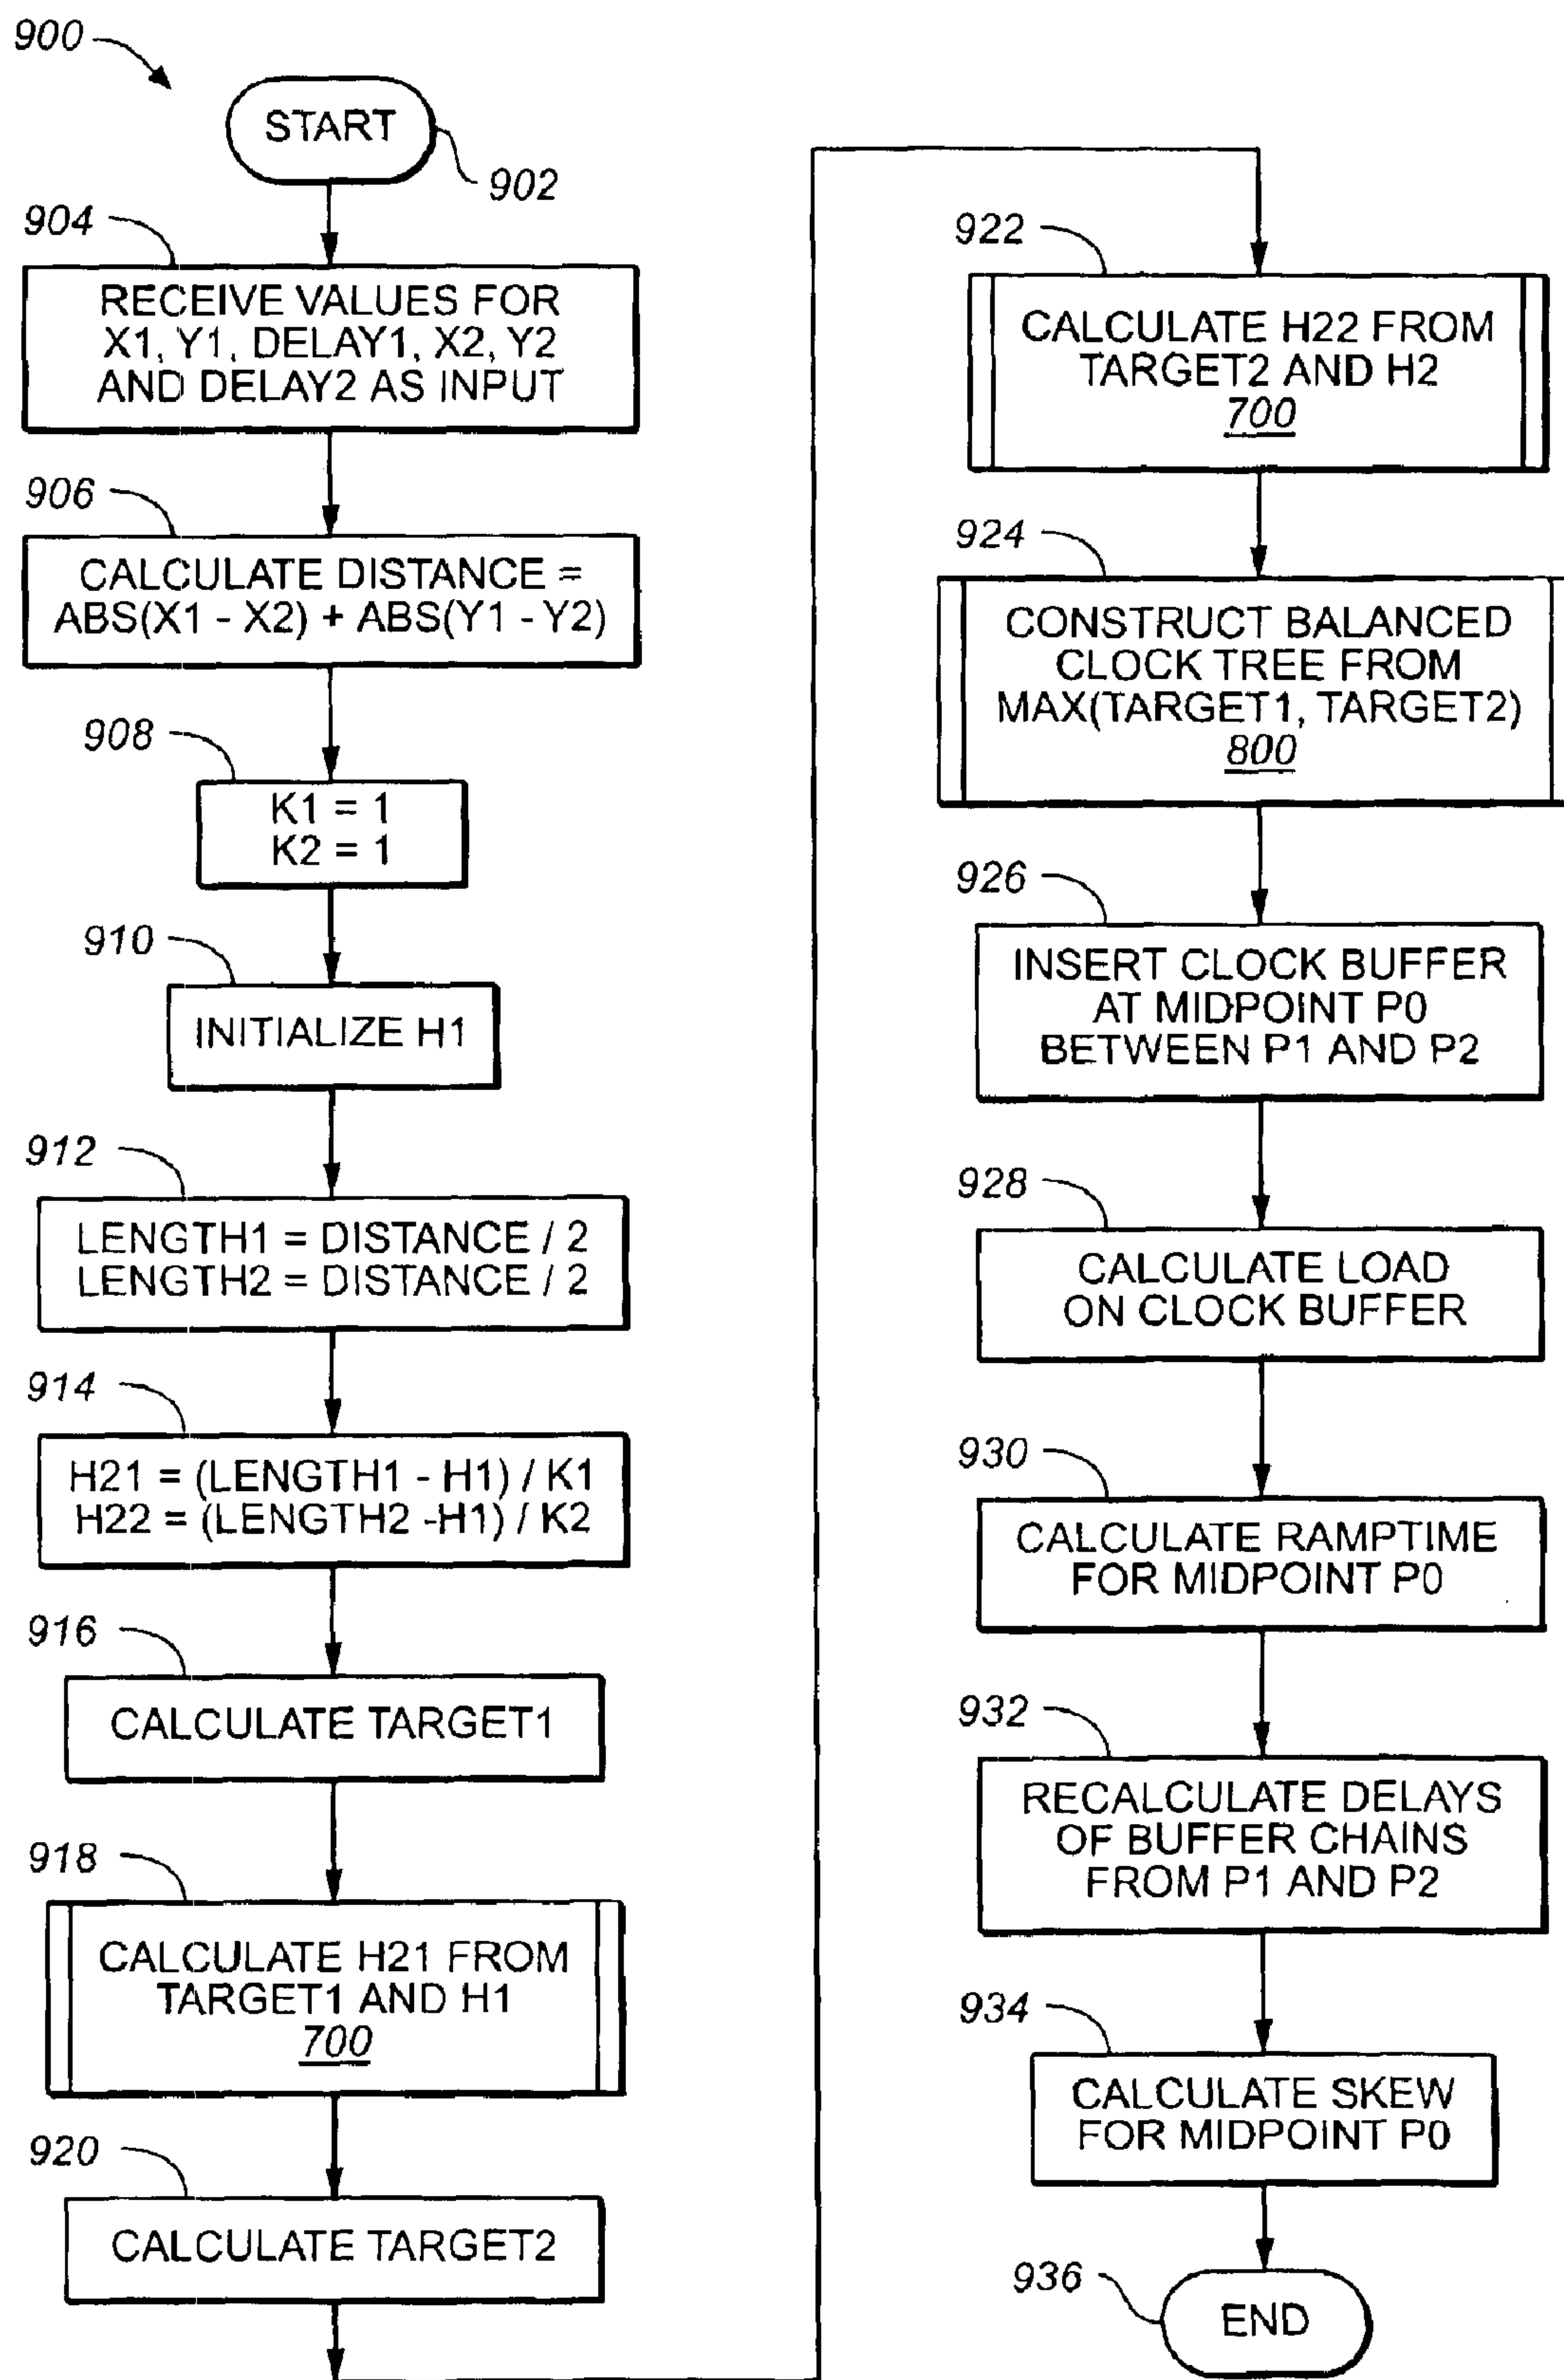 900
START
902
904
RECEIVE VALUES FOR
X1, Y1, DELAY1, X2, Y2
AND DELAY2 AS INPUT
906
CALCULATE DISTANCE =
ABS(X1 - X2) + ABS(Y1 - Y2)
908
K1 = 1
K2 = 1
910
INITIALIZE H1
912
LENGTH1 = DISTANCE / 2
LENGTH2 = DISTANCE / 2
914
H21 = (LENGTH1 - H1) / K1
H22 = (LENGTH2 -H1) / K2
916
CALCULATE TARGET1
918
CALCULATE H21 FROM
TARGET1 AND H1
700
920
CALCULATE TARGET2
922
CALCULATE H22 FROM
TARGET2 AND H2
700
924
CONSTRUCT BALANCED
CLOCK TREE FROM
MAX(TARGET1, TARGET2)
800
926
INSERT CLOCK BUFFER
AT MIDPOINT P0
BETWEEN P1 AND P2
928
CALCULATE LOAD
ON CLOCK BUFFER
930
CALCULATE RAMPTIME
FOR MIDPOINT P0
932
RECALCULATE DELAYS
OF BUFFER CHAINS
FROM P1 AND P2
934
CALCULATE SKEW
FOR MIDPOINT P0
936
END